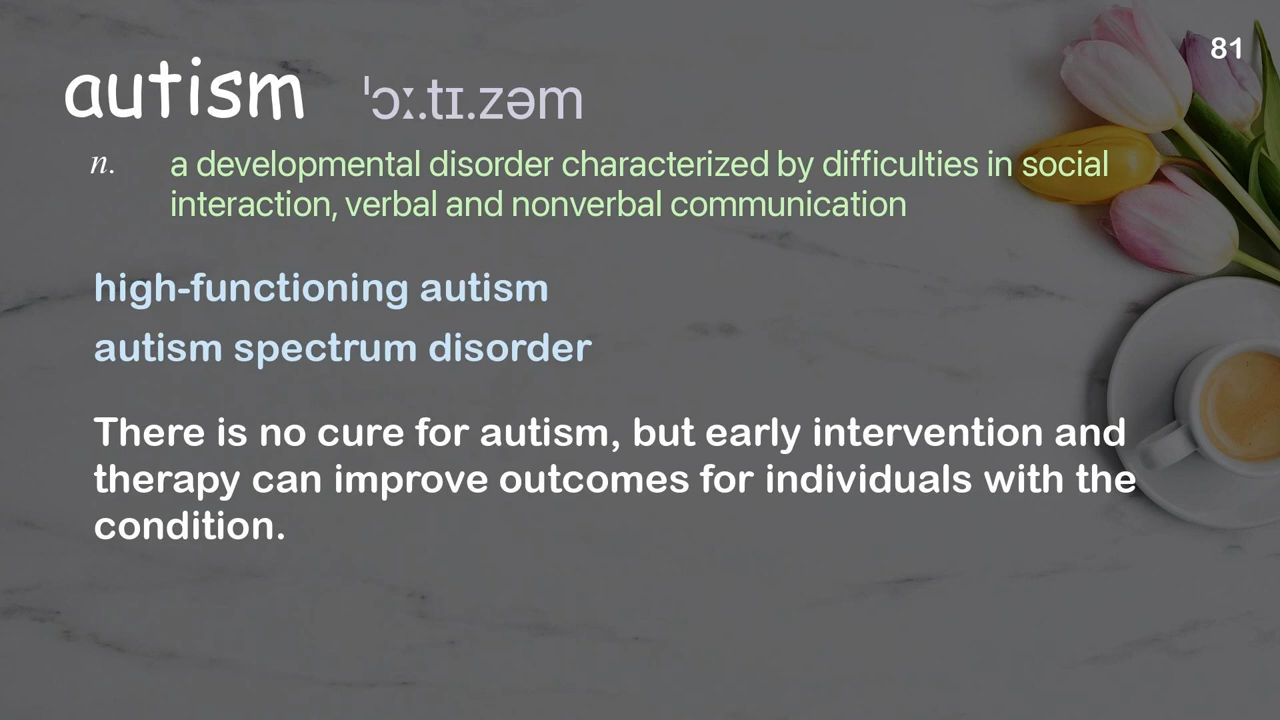 81
autism ˈɔː.tɪ.zəm
n. a developmental disorder characterized by difficulties in social
interaction, verbal and nonverbal communication
high-functioning autism
autism spectrum disorder
There is no cure for autism, but early intervention and
therapy can improve outcomes for individuals with the
condition.